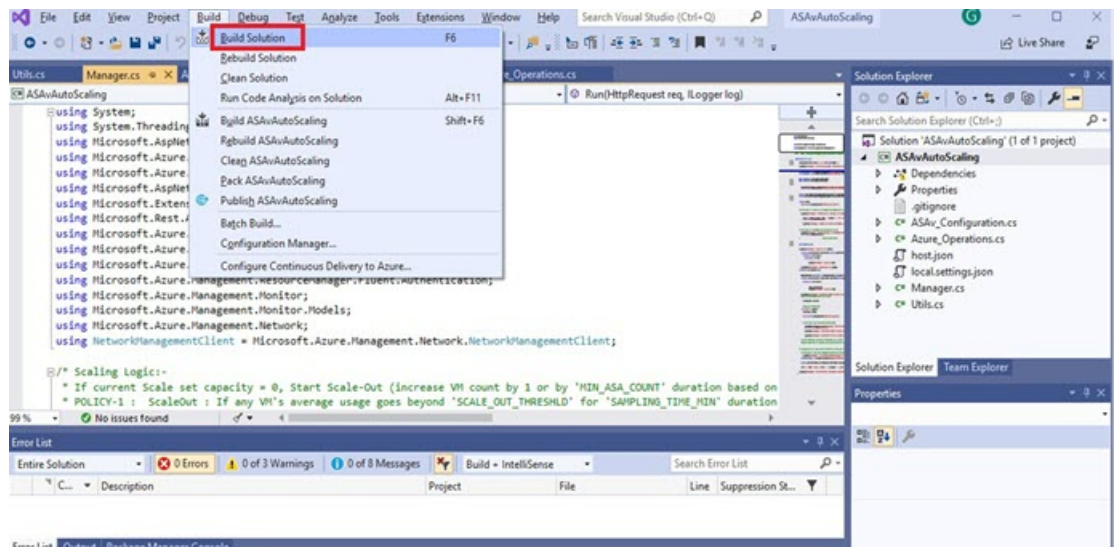 File Edit View Project Build Debug Test Analyze Tools Extensions Window Help Search Visual Studio (Ctrl+Q) ASAvAutoScaling G
Live Share
Build Solution F6
Rebuild Solution
Clean Solution
Run Code Analysis on Solution Alt+F11
Build ASAvAutoScaling Shift+F6
Rebuild ASAvAutoScaling
Clean ASAvAutoScaling
Pack ASAvAutoScaling
Publish ASAvAutoScaling
Batch Build...
Configuration Manager...
Configure Continuous Delivery to Azure...
Utils.cs Manager.cs A e_Operations.cs
ASAvAutoScaling Run(HttpRequest req, ILogger log)
using System;
using System.Threading
using Microsoft.AspNet
using Microsoft.Azure.
using Microsoft.Azure.
using Microsoft.AspNet
using Microsoft.Extens
using Microsoft.Rest.A
using Microsoft.Azure.
using Microsoft.Azure.
using Microsoft.Azure.
using Microsoft.Azure.Management.ResourceManager.Fluent.Authentication;
using Microsoft.Azure.Management.Monitor;
using Microsoft.Azure.Management.Monitor.Models;
using Microsoft.Azure.Management.Network;
using NetworkManagementClient = Microsoft.Azure.Management.Network.NetworkManagementClient;
/* Scaling Logic:-
* If current Scale set capacity = 0, Start Scale-Out (increase VM count by 1 or by 'MIN_ASA_COUNT' duration based on
* POLICY-1 : ScaleOut : If any VM's average usage goes beyond 'SCALE_OUT_THRESHLD' for 'SAMPLING_TIME_MIN' duration
99 % No issues found
Error List
Entire Solution 0 Errors 0 of 3 Warnings 0 of 8 Messages Build + IntelliSense Search Error List
C... Description Project File Line Suppression St...
Error List Output Package Manager Console
Solution Explorer
Search Solution Explorer (Ctrl+;)
Solution 'ASAvAutoScaling' (1 of 1 project)
ASAvAutoScaling
Dependencies
Properties
.gitignore
ASAv_Configuration.cs
Azure_Operations.cs
host.json
local.settings.json
Manager.cs
Utils.cs
Solution Explorer Team Explorer
Properties